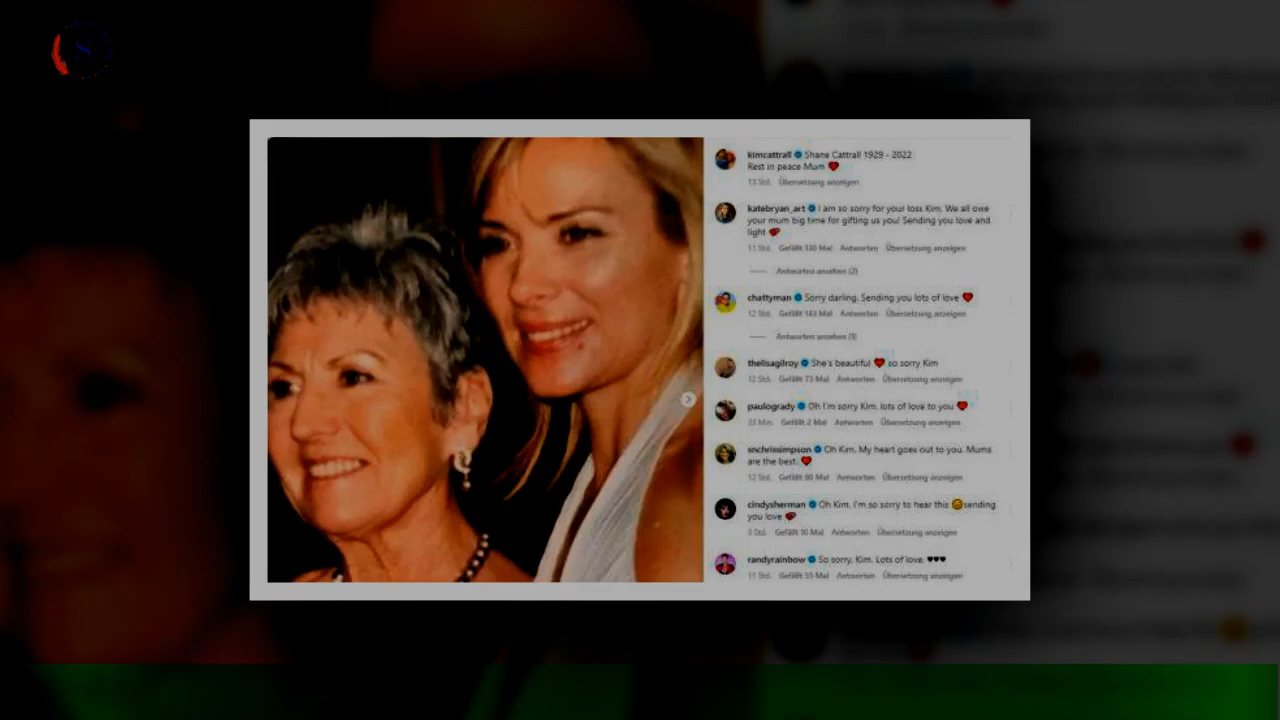 kimcattrall Shane Cattrall 1929 - 2022
Rest in peace Mum ❤️
13 Std. Übersetzung anzeigen
katebryan_art I am so sorry for your loss Kim. We all owe
your mum big time for gifting us you! Sending you love and
light 💝
11 Std. Gefällt 130 Mal Antworten Übersetzung anzeigen
Antworten ansehen (2)
chattyman Sorry darling. Sending you lots of love ❤️
12 Std. Gefällt 143 Mal Antworten Übersetzung anzeigen
Antworten ansehen (1)
thelisagilroy She's beautiful ❤️ so sorry Kim
12 Std. Gefällt 73 Mal Antworten Übersetzung anzeigen
paulogrady Oh I'm sorry Kim, lots of love to you ❤️
33 Min. Gefällt 2 Mal Antworten Übersetzung anzeigen
Oh Kim. My heart goes out to you. Mums
are the best. ❤️
12 Std. Gefällt 80 Mal Antworten Übersetzung anzeigen
cindysherman Oh Kim, I'm so sorry to hear this 😢sending
you love 💝
3 Std. Gefällt 10 Mal Antworten Übersetzung anzeigen
randyrainbow So sorry, Kim. Lots of love. ♥♥♥
11 Std. Gefällt 55 Mal Antworten Übersetzung anzeigen